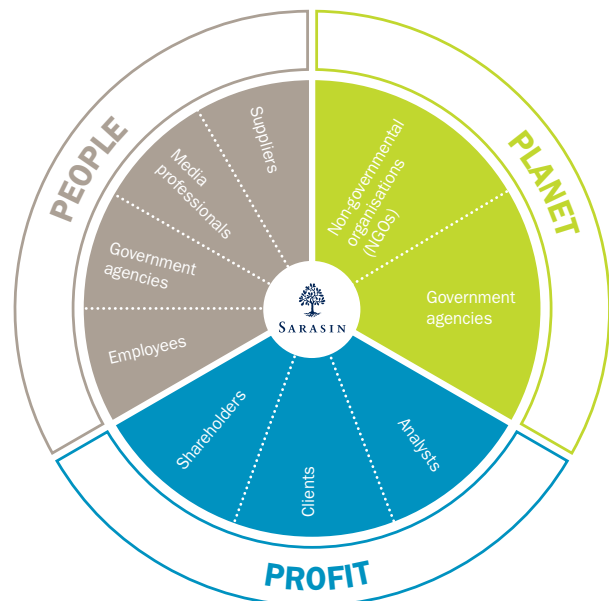 PEOPLE
Suppliers
Media
professionals
Government
agencies
Employees
PLANET
Non-governmental
organisations
(NGOs)
Government
agencies
SARASIN
PROFIT
Shareholders
Clients
Analysts